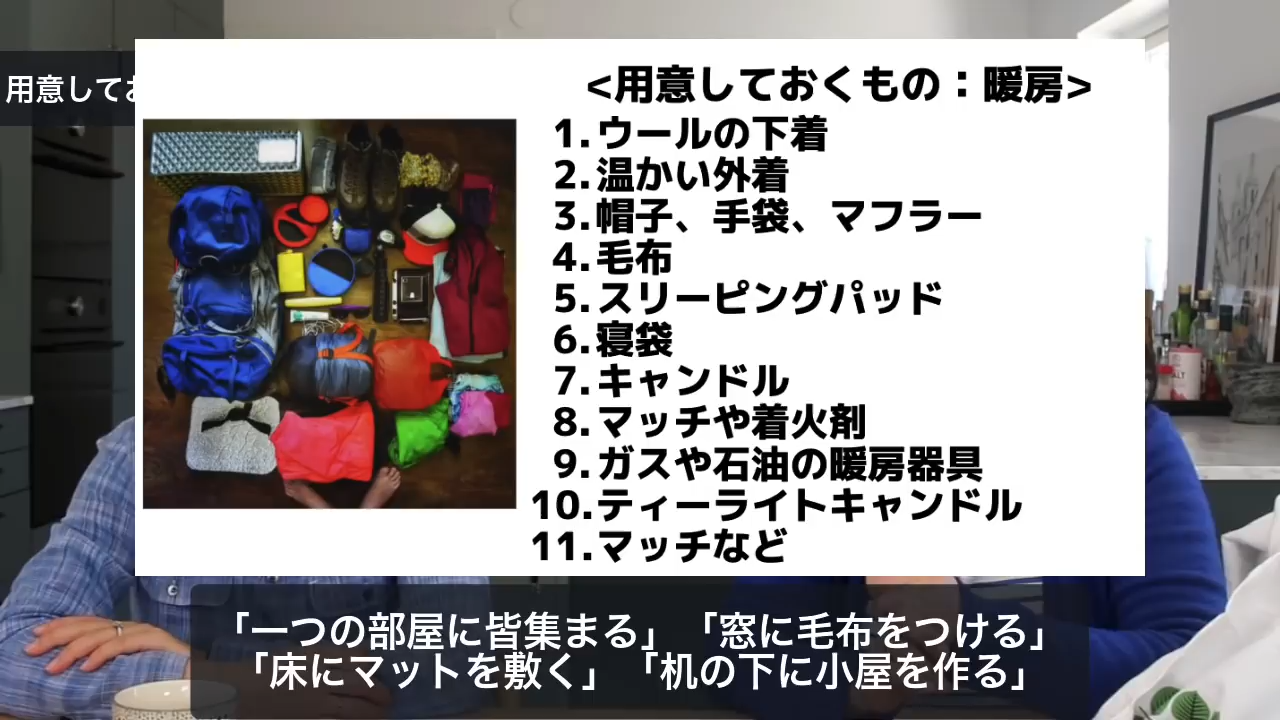 用意してお
<用意しておくもの：暖房>
1.ウールの下着
2.温かい外着
3.帽子、手袋、マフラー
4.毛布
5.スリーピングパッド
6.寝袋
7.キャンドル
8.マッチや着火剤
9.ガスや石油の暖房器具
10.ティーライトキャンドル
11.マッチなど
「一つの部屋に皆集まる」「窓に毛布をつける」
「床にマットを敷く」「机の下に小屋を作る」